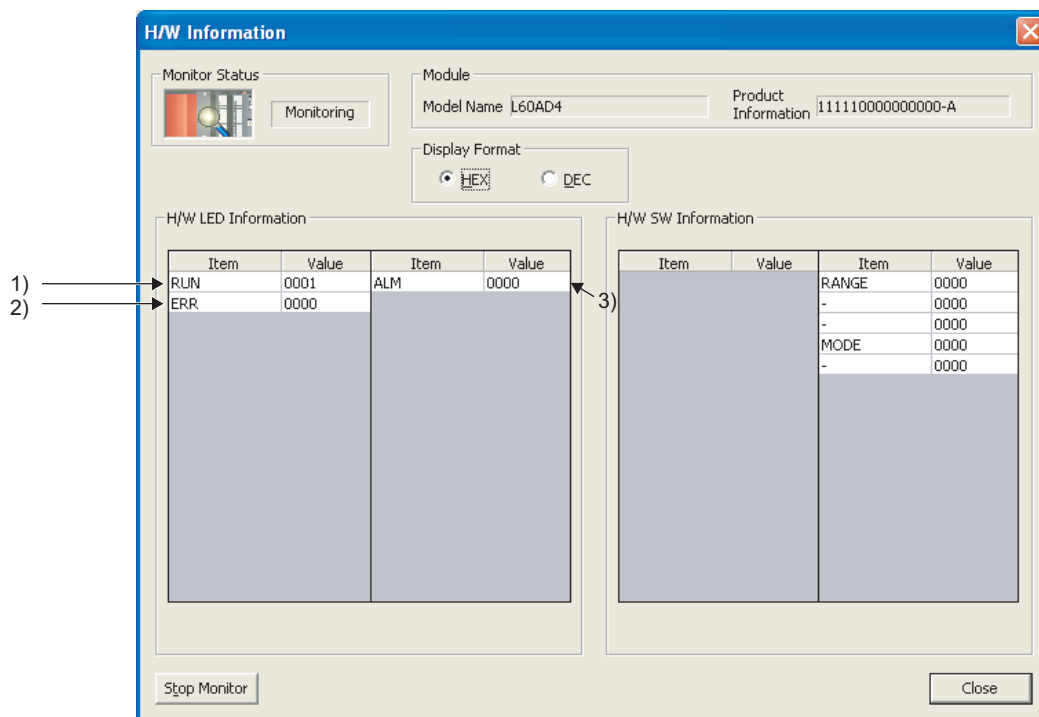 H/W Information
Monitor Status
Monitoring
Module
Model Name L60AD4
Product Information 111110000000000-A
Display Format
HEX DEC
H/W LED Information
Item Value Item Value
1) RUN 0001 ALM 0000 3)
2) ERR 0000
H/W SW Information
Item Value Item Value
RANGE 0000
- 0000
- 0000
MODE 0000
- 0000
Stop Monitor
Close